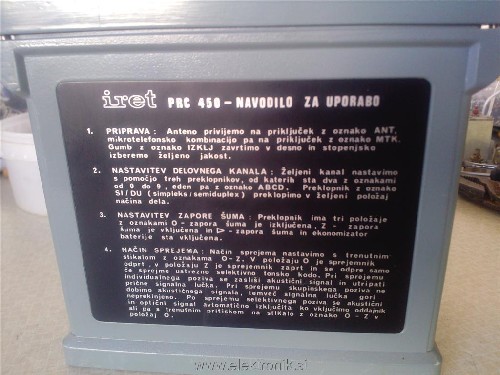 iret PRC 450 – NAVODILO ZA UPORABO
1. PRIPRAVA : Anteno privijemo na priključek z oznako ANT,
mikrotelefonsko kombinacijo pa na priključek z oznako MTK.
Gumb z oznako IZKLJ zavrtimo v desno in stopenjsko
izberemo željeno jakost.
2. NASTAVITEV DELOVNEGA KANALA : Željeni kanal nastavimo
s pomočjo treh preklopnikov, od katerih sta dva z oznakami
od 0 do 9, eden pa z oznako ABCD. Preklopnik z oznako
SI/DU (simpleks/semiduplex) preklopimo v željeni položaj
načina dela.
3. NASTAVITEV ZAPORE ŠUMA : Preklopnik ima tri položaje
z oznakami O - zapora šuma je izključena, Z - zapora
šuma je vključena in ▷ - zapora šuma in ekonomizator
baterije sta vključena.
4. NAČIN SPREJEMA : Način sprejema nastavimo s trenutnim
stikalom z oznakama O-Z. V položaju O je sprejemnik
odprt, v položaju Z je sprejemnik zaprt in se odpre samo
če sprejme ustrezno selektivno tonsko kodo. Pri sprejemu
individualnega poziva se zasliši akustični signal in utripati
prične signalna lučka. Pri sprejemu skupinskega poziva ne
dobimo akustičnega signala, temveč signalna lučka gori
neprekinjeno. Po sprejemu selektivnega poziva se akustični
in optični signal avtomatično izključita ko vključimo oddajnik
ali pa s trenutnim pritiskom na stikalo z oznako O-Z v
položaj O.
www.elektronik.si